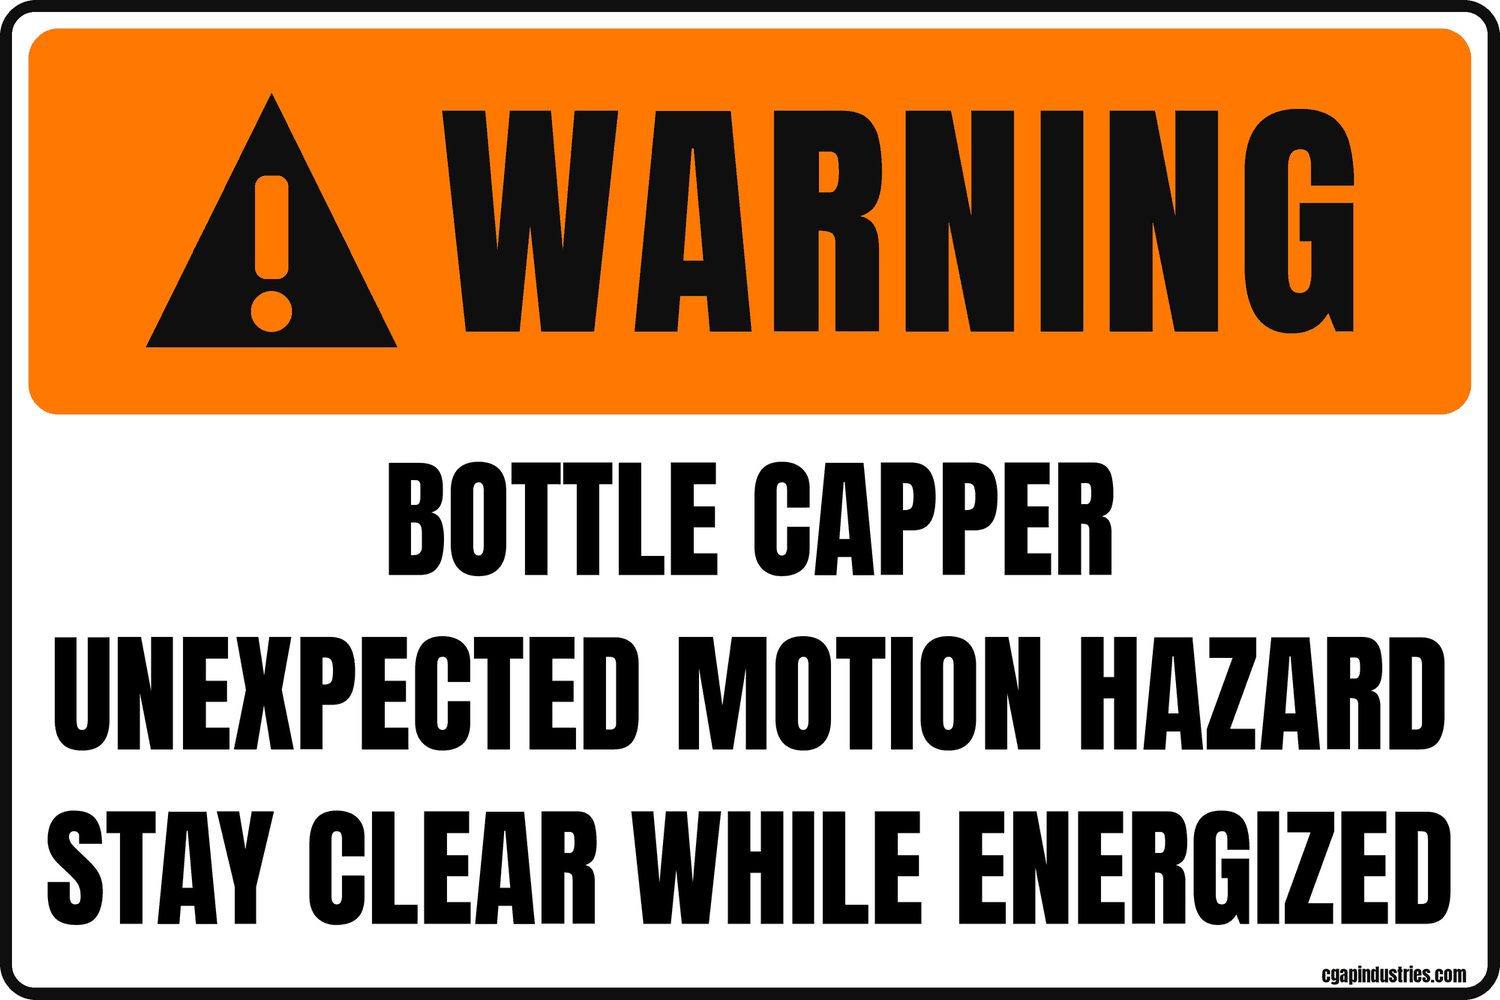 WARNING
BOTTLE CAPPER
UNEXPECTED MOTION HAZARD
STAY CLEAR WHILE ENERGIZED
cgapindustries.com